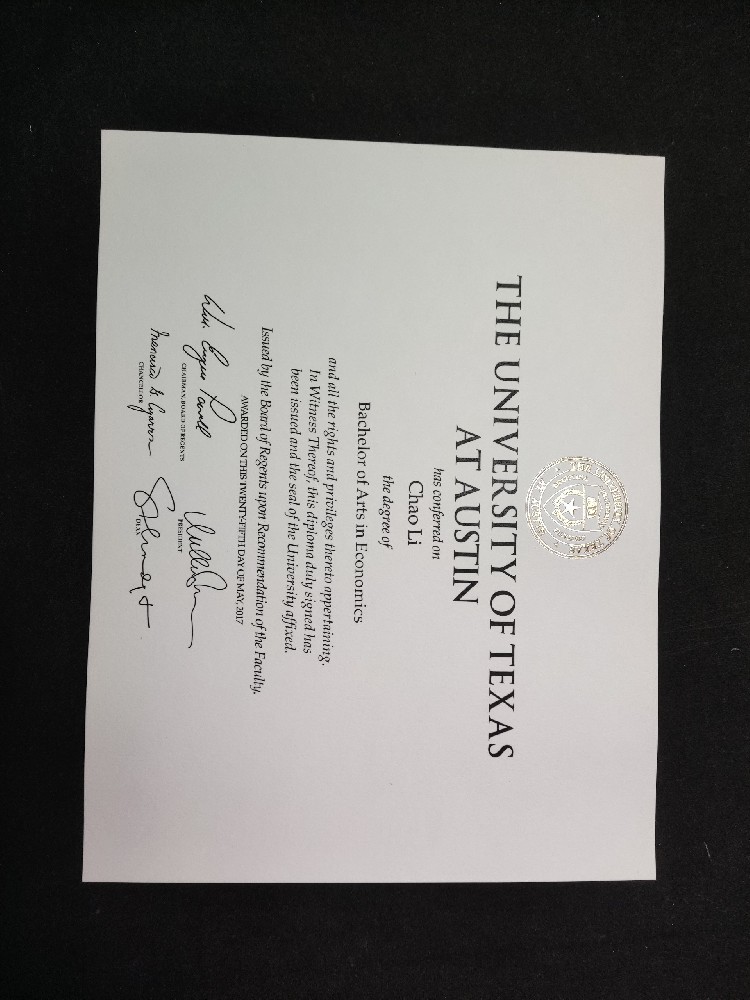 THE UNIVERSITY OF TEXAS
AT AUSTIN
has conferred on
Chao Li
the degree of
Bachelor of Arts in Economics
and all the rights and privileges thereto appertaining.
In Witness Thereof, this diploma duly signed has
been issued and the seal of the University affixed.
Issued by the Board of Regents upon Recommendation of the Faculty.
AWARDED ON THIS TWENTY-FIFTH DAY OF MAY, 2017
CHAIRMAN, BOARD OF REGENTS
PRESIDENT
CHANCELLOR
DEAN